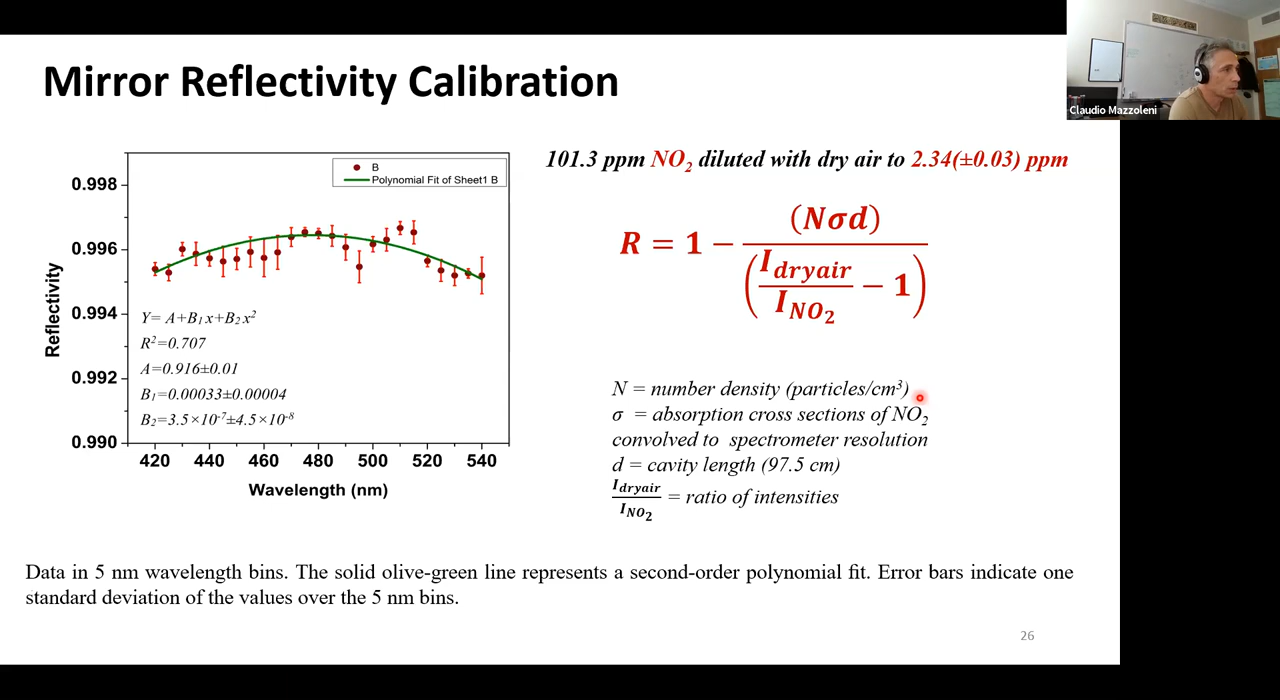 Mirror Reflectivity Calibration
Claudio Mazzoleni
B
Polynomial Fit of Sheet1 B
0.998
0.996
0.994
0.992
0.990
Reflectivity
Y= A+B₁x+B₂x²
R²=0.707
A=0.916±0.01
B₁=0.00033±0.00004
B₂=3.5×10⁻⁷±4.5×10⁻⁸
420 440 460 480 500 520 540
Wavelength (nm)
101.3 ppm NO₂ diluted with dry air to 2.34(±0.03) ppm
R = 1 − (Nσd) / (I_dryair / I_NO₂ − 1)
N = number density (particles/cm³)
σ = absorption cross sections of NO₂
convolved to spectrometer resolution
d = cavity length (97.5 cm)
I_dryair / I_NO₂ = ratio of intensities
Data in 5 nm wavelength bins. The solid olive-green line represents a second-order polynomial fit. Error bars indicate one
standard deviation of the values over the 5 nm bins.
26